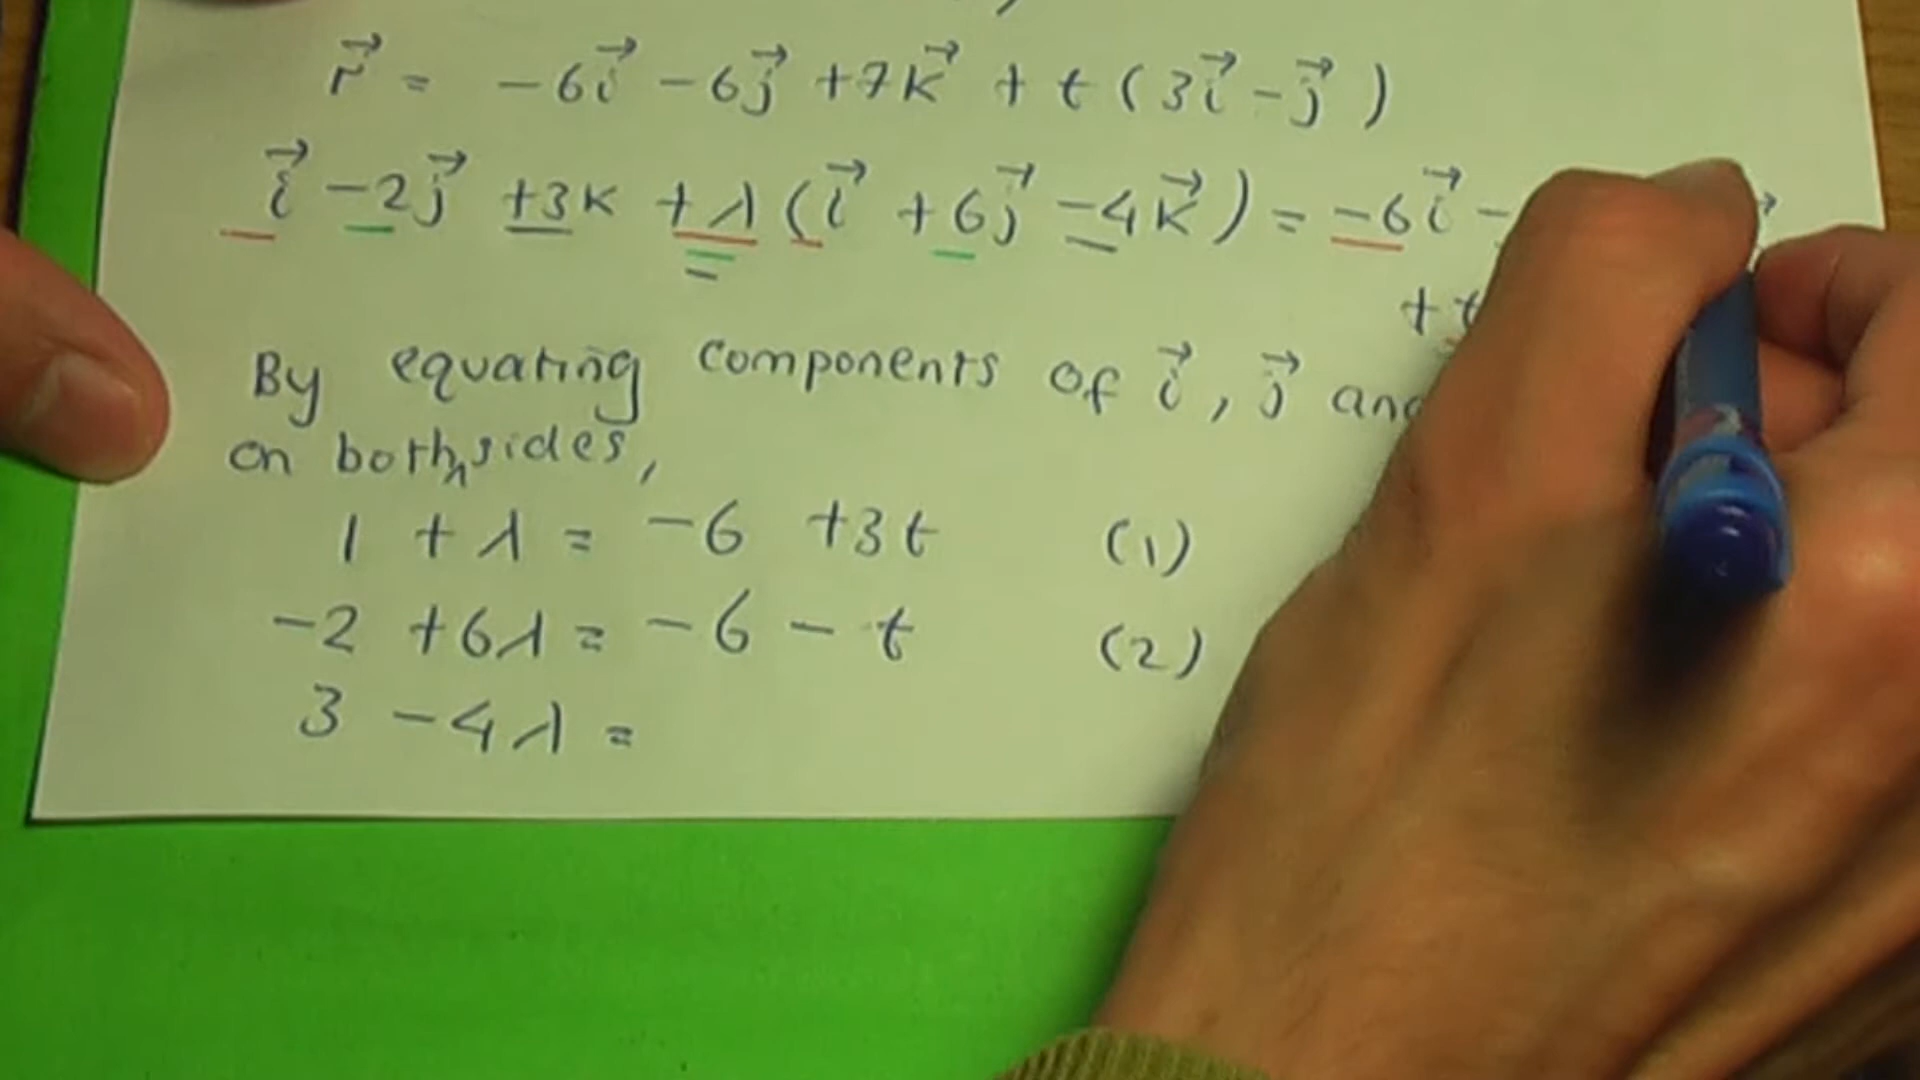 r⃗ = -6i⃗ -6j⃗ +7k⃗ + t(3i⃗ - j⃗)
i⃗ -2j⃗ +3k +λ(i⃗ +6j⃗ -4k⃗) = -6i⃗ -
+ t
By equating components of i⃗, j⃗ and
on both sides,
1 + λ = -6 +3t (1)
-2 +6λ = -6 - t (2)
3 -4λ =